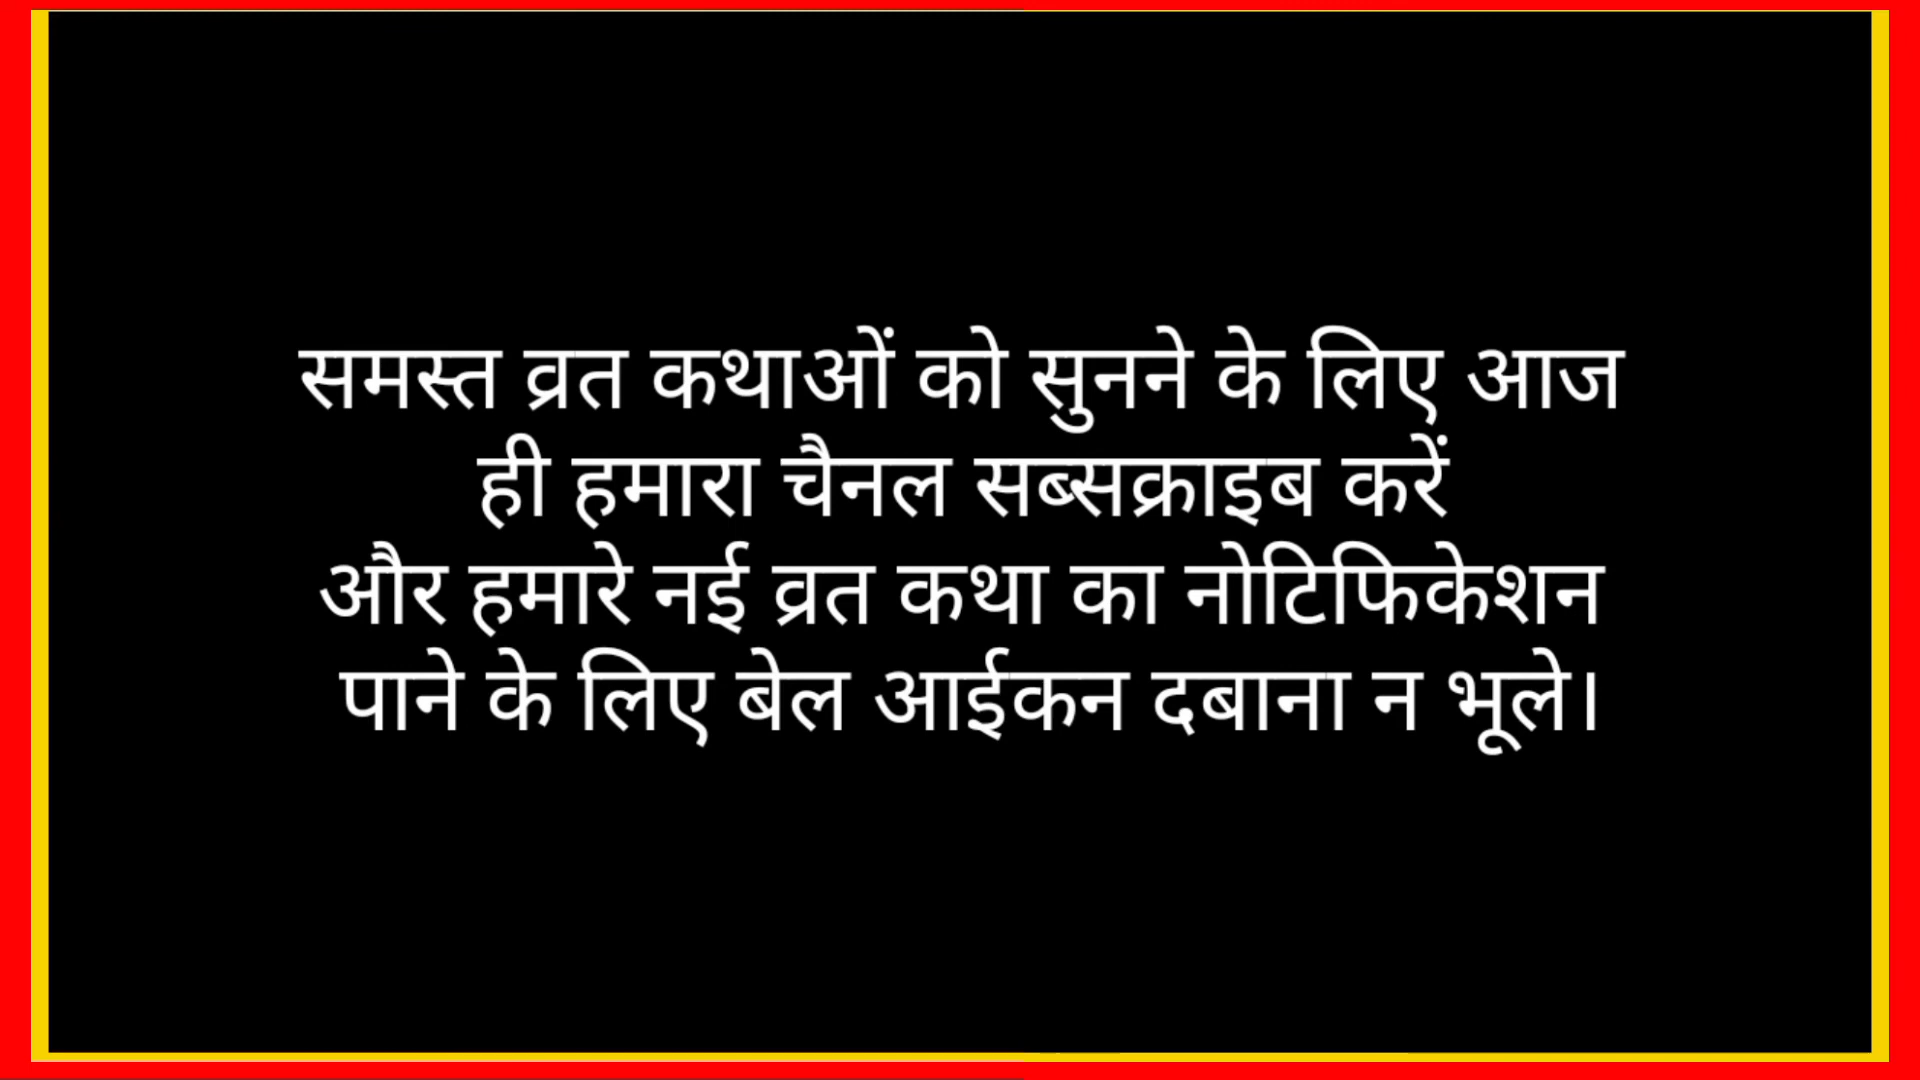 समस्त व्रत कथाओं को सुनने के लिए आज
ही हमारा चैनल सब्सक्राइब करें
और हमारे नई व्रत कथा का नोटिफिकेशन
पाने के लिए बेल आईकन दबाना न भूले।